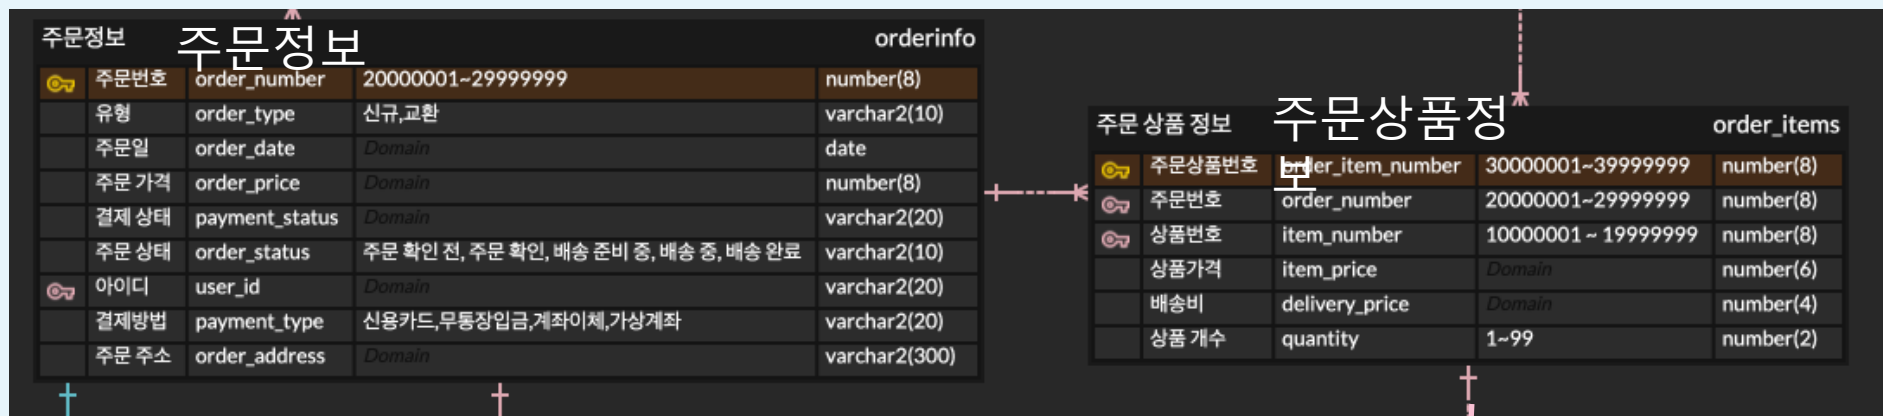 주문정보 주문정보 orderinfo
주문번호 order_number 20000001~29999999 number(8)
유형 order_type 신규,교환 varchar2(10)
주문일 order_date Domain date
주문 가격 order_price Domain number(8)
결제 상태 payment_status Domain varchar2(20)
주문 상태 order_status 주문 확인 전, 주문 확인, 배송 준비 중, 배송 중, 배송 완료 varchar2(10)
아이디 user_id Domain varchar2(20)
결제방법 payment_type 신용카드,무통장입금,계좌이체,가상계좌 varchar2(20)
주문 주소 order_address Domain varchar2(300)
주문 상품 정보 주문상품정보 order_items
주문상품번호 order_item_number 30000001~39999999 number(8)
주문번호 order_number 20000001~29999999 number(8)
상품번호 item_number 10000001 ~ 19999999 number(8)
상품가격 item_price Domain number(6)
배송비 delivery_price Domain number(4)
상품 개수 quantity 1~99 number(2)